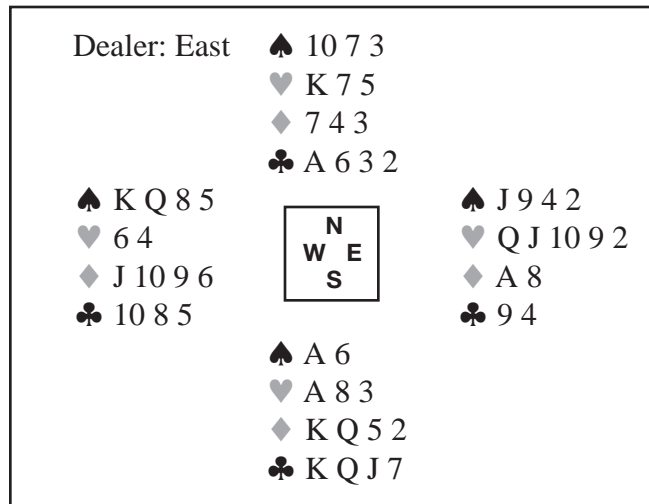 Dealer: East ♠ 10 7 3
♥ K 7 5
♦ 7 4 3
♣ A 6 3 2
♠ K Q 8 5
♥ 6 4
♦ J 10 9 6
♣ 10 8 5
N
W E
S
♠ J 9 4 2
♥ Q J 10 9 2
♦ A 8
♣ 9 4
♠ A 6
♥ A 8 3
♦ K Q 5 2
♣ K Q J 7